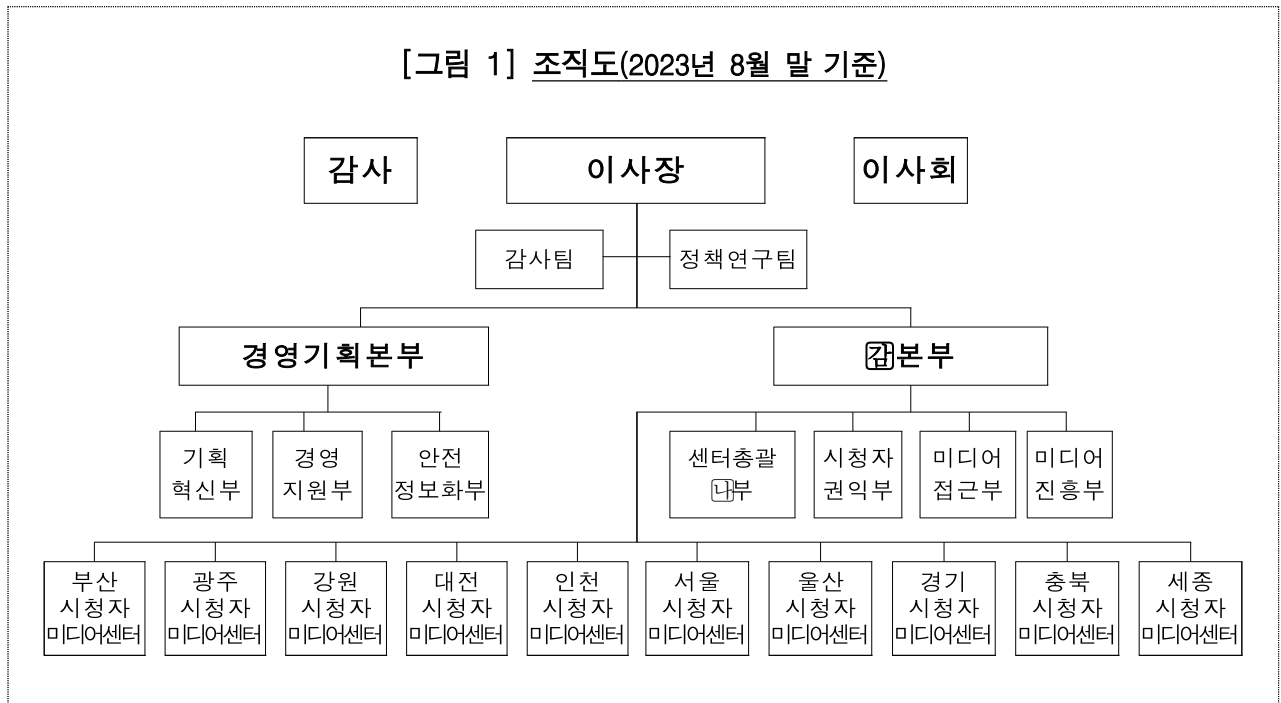 [그림 1] 조직도(2023년 8월 말 기준)
감사
이사장
이사회
감사팀
정책연구팀
경영기획본부
감본부
기획
혁신부
경영
지원부
안전
정보화부
센터총괄
나부
시청자
권익부
미디어
접근부
미디어
진흥부
부산
시청자
미디어센터
광주
시청자
미디어센터
강원
시청자
미디어센터
대전
시청자
미디어센터
인천
시청자
미디어센터
서울
시청자
미디어센터
울산
시청자
미디어센터
경기
시청자
미디어센터
충북
시청자
미디어센터
세종
시청자
미디어센터